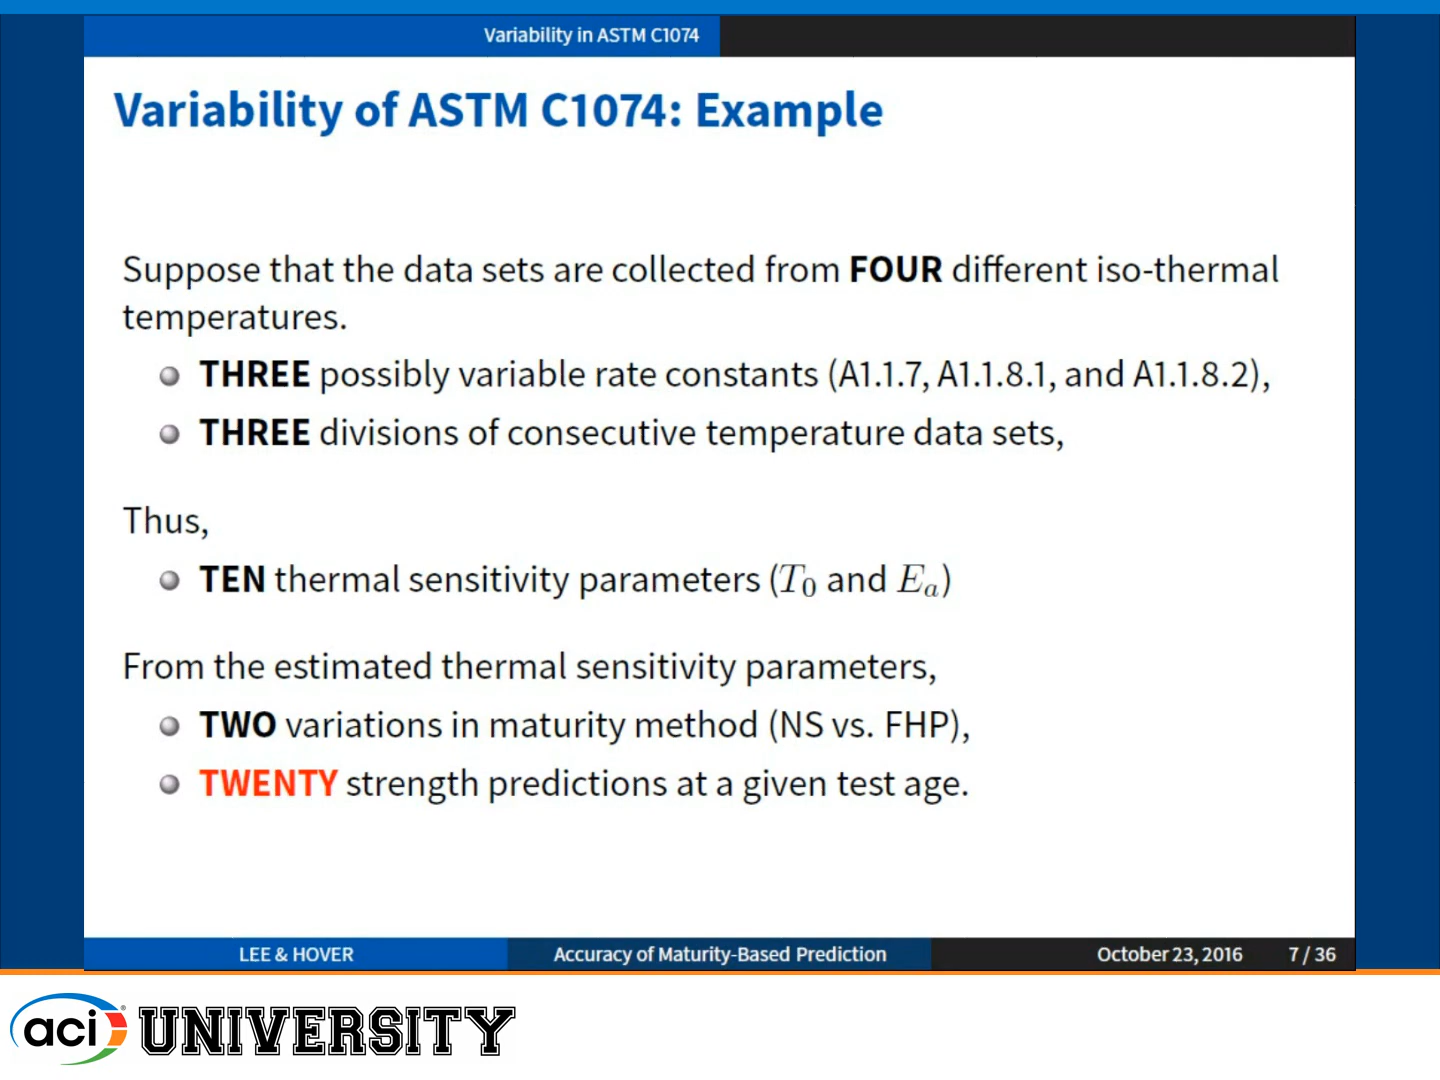 Variability in ASTM C1074
Variability of ASTM C1074: Example
Suppose that the data sets are collected from FOUR different iso-thermal
temperatures.
THREE possibly variable rate constants (A1.1.7, A1.1.8.1, and A1.1.8.2),
THREE divisions of consecutive temperature data sets,
Thus,
TEN thermal sensitivity parameters (T₀ and Eₐ)
From the estimated thermal sensitivity parameters,
TWO variations in maturity method (NS vs. FHP),
TWENTY strength predictions at a given test age.
LEE & HOVER Accuracy of Maturity-Based Prediction October 23, 2016 7 / 36
aci® UNIVERSITY